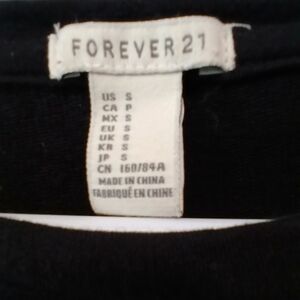 FOREVER 21
US S
CA P
MX S
EU S
UK S
KR S
JP S
CN 160/84A
MADE IN CHINA
FABRIQUÉ EN CHINE